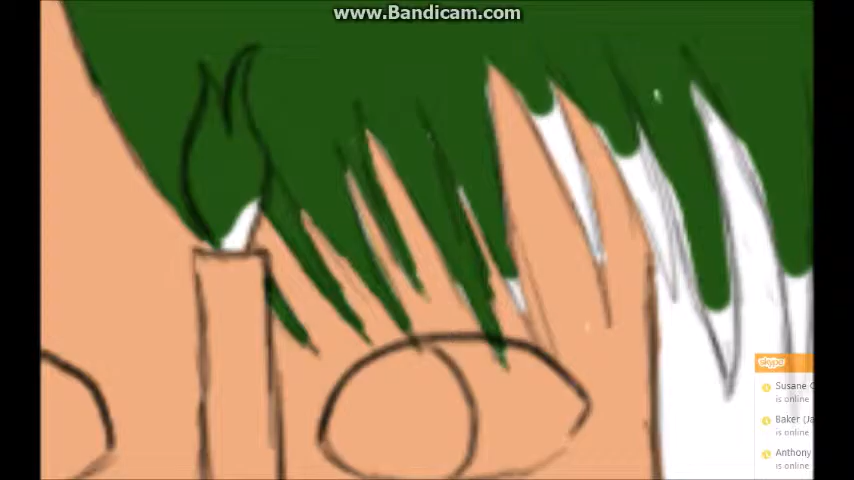 www.Bandicam.com
skype
Susane
is online
Baker
is online
Anthony
is online